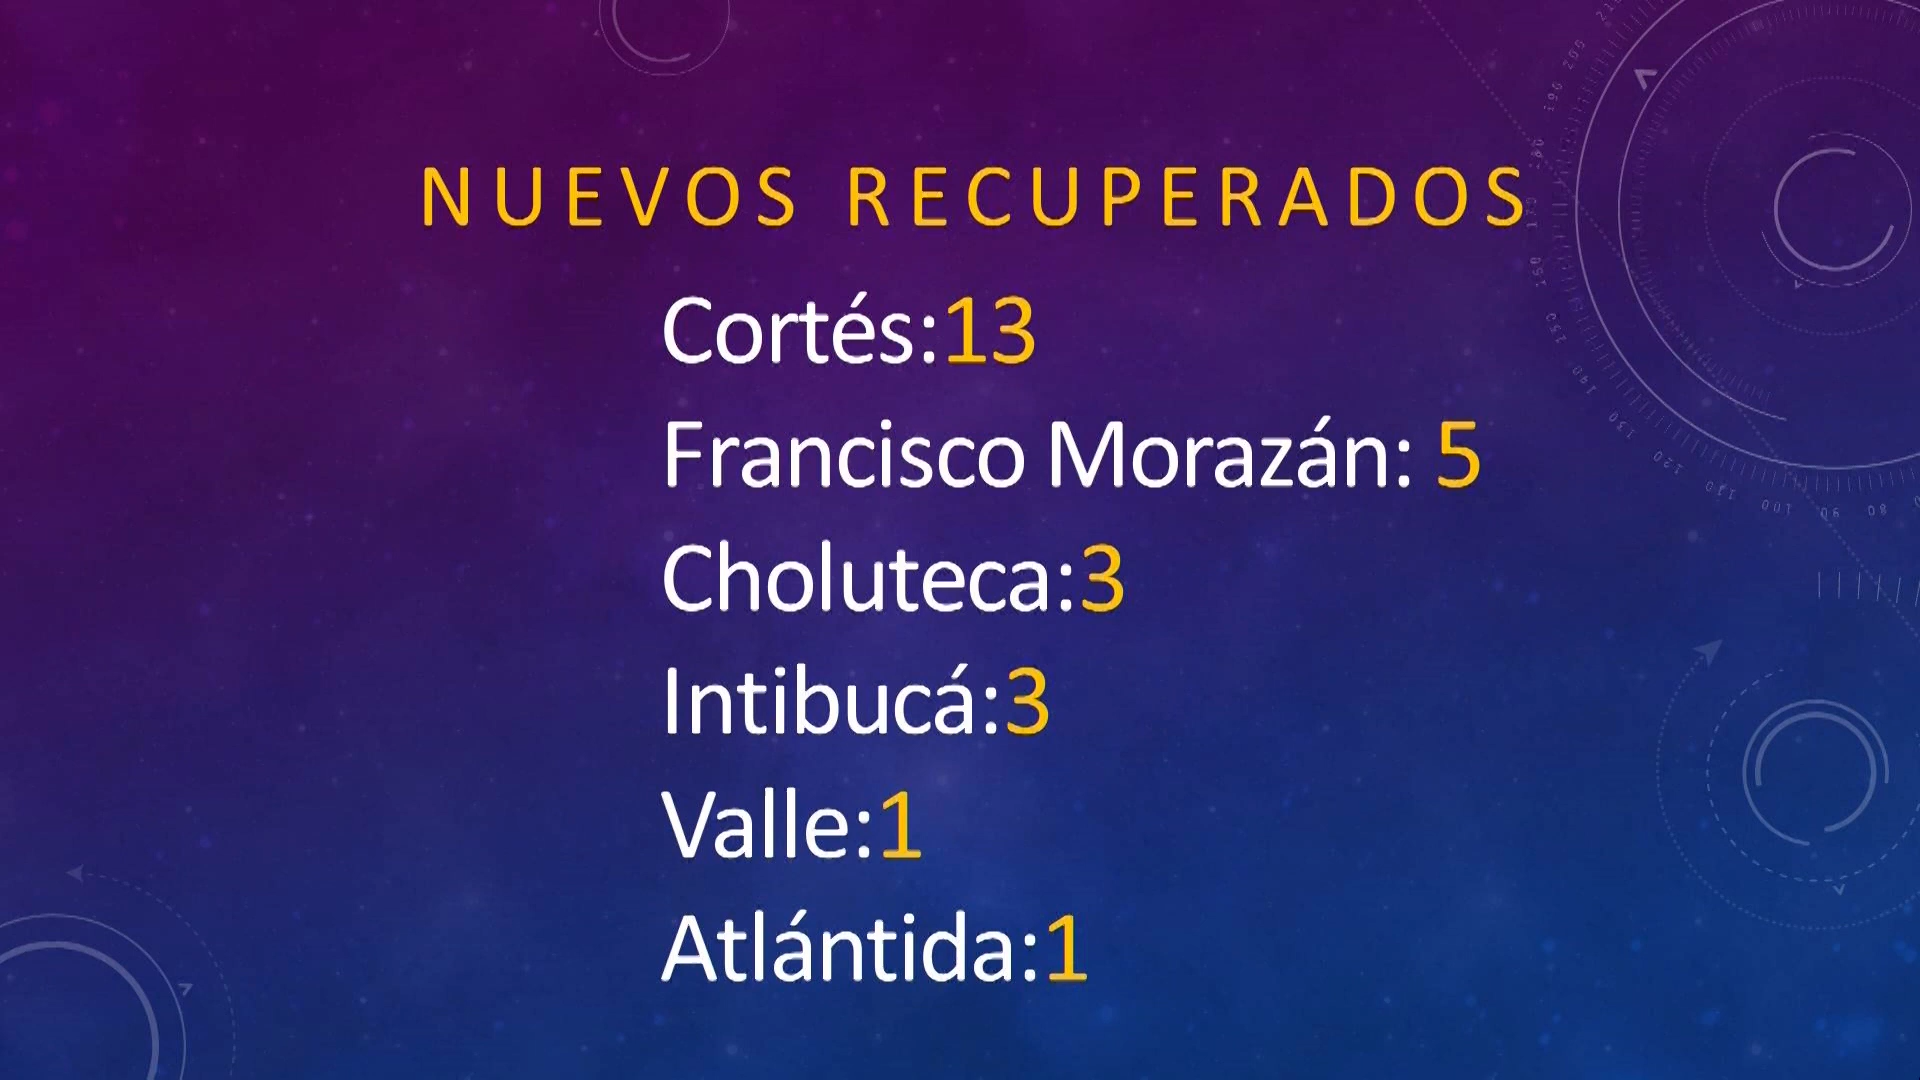 NUEVOS RECUPERADOS
Cortés:13
Francisco Morazán: 5
Choluteca:3
Intibucá:3
Valle:1
Atlántida:1